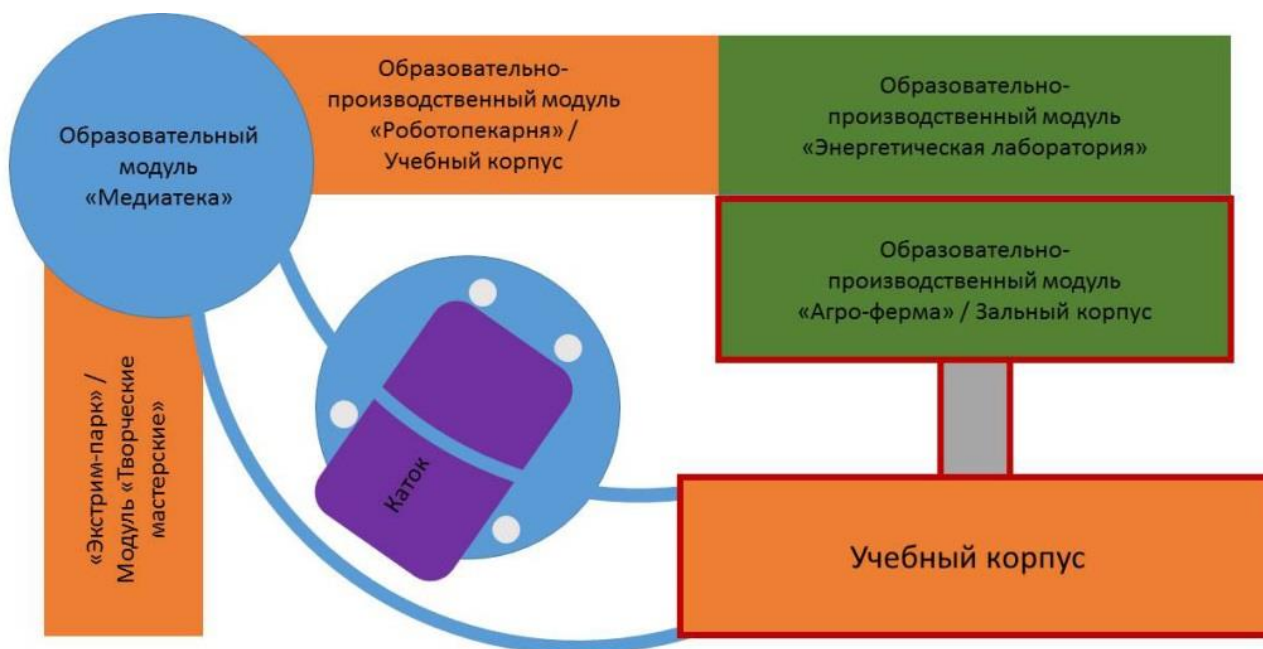 Образовательный
модуль
«Медиатека»
Образовательно-
производственный модуль
«Роботопекарня» /
Учебный корпус
Образовательно-
производственный модуль
«Энергетическая лаборатория»
Образовательно-
производственный модуль
«Агро-ферма» / Зальный корпус
«Экстрим-парк» /
Модуль «Творческие
мастерские»
Каток
Учебный корпус